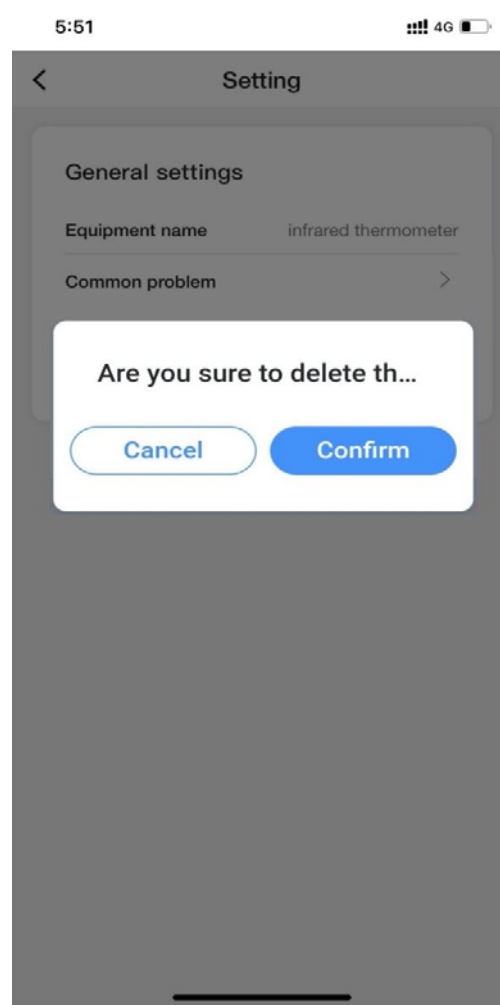 5:51
4G
Setting
General settings
Equipment name infrared thermometer
Common problem
Are you sure to delete th...
Cancel Confirm